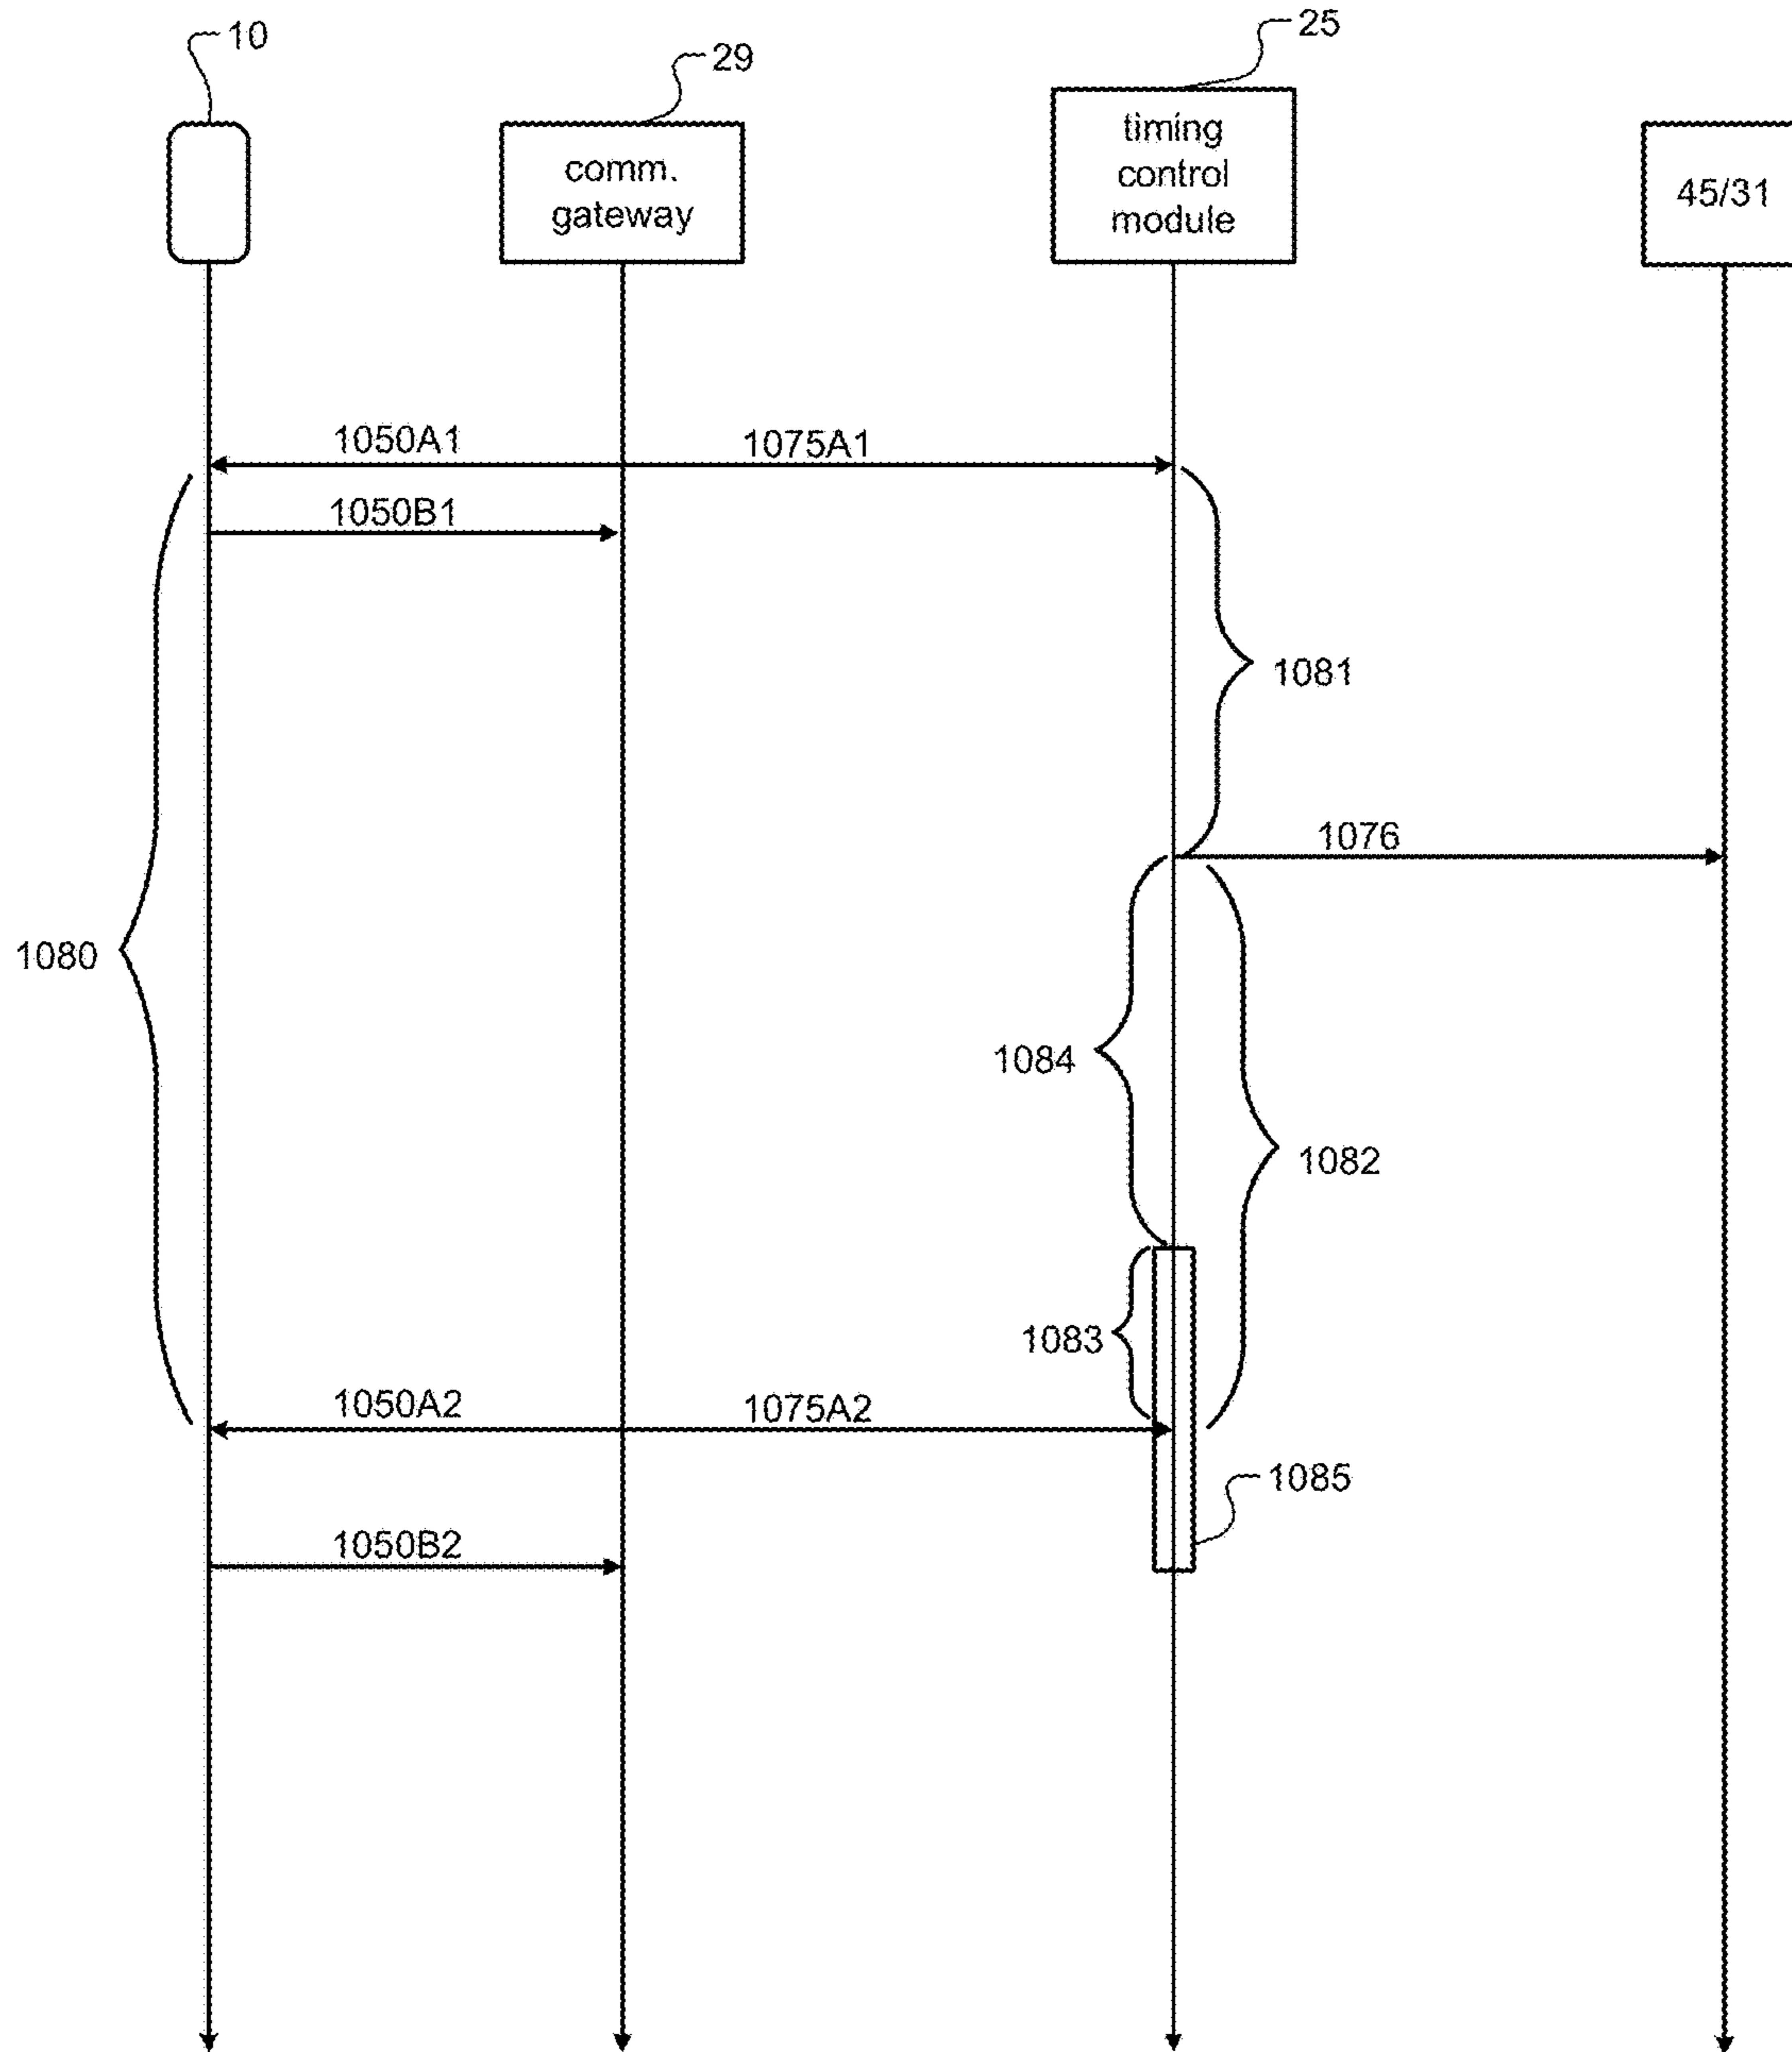 10
29
25
comm.
gateway
timing
control
module
45/31
1050A1
1075A1
1050B1
1081
1076
1080
1084
1082
1083
1050A2
1075A2
1085
1050B2